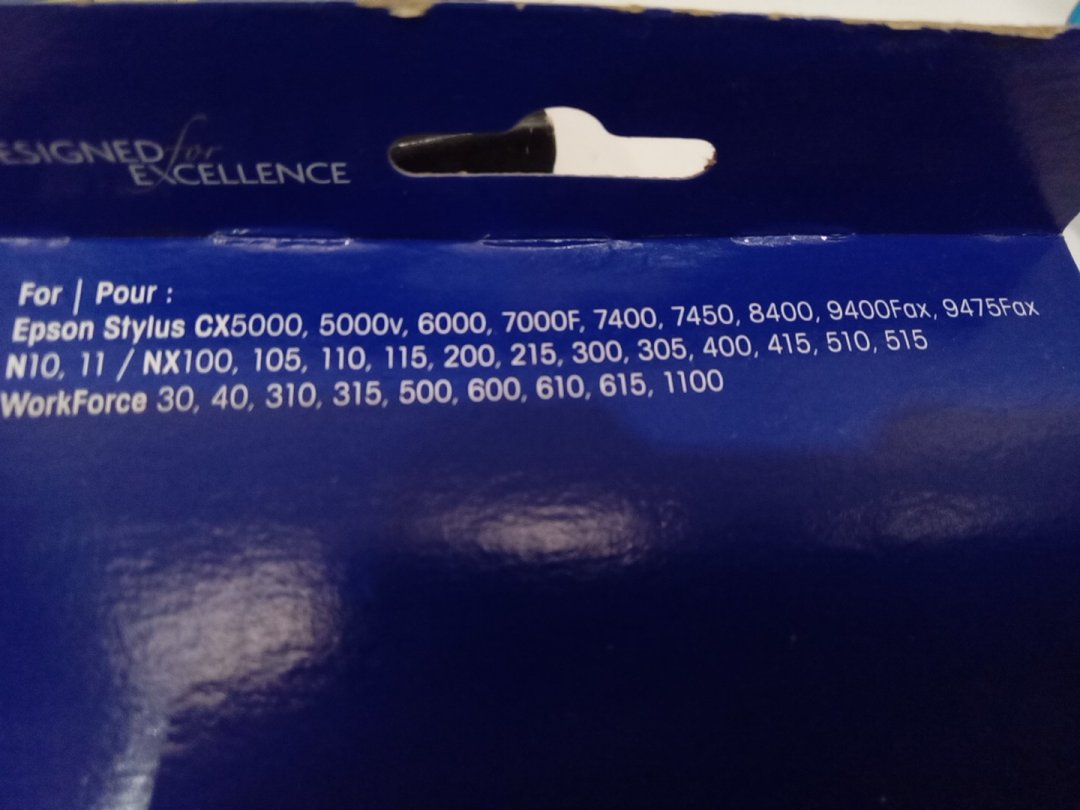 ESIGNED for
EXCELLENCE
For | Pour :
Epson Stylus CX5000, 5000v, 6000, 7000F, 7400, 7450, 8400, 9400Fax, 9475Fax
N10, 11 / NX100, 105, 110, 115, 200, 215, 300, 305, 400, 415, 510, 515
WorkForce 30, 40, 310, 315, 500, 600, 610, 615, 1100